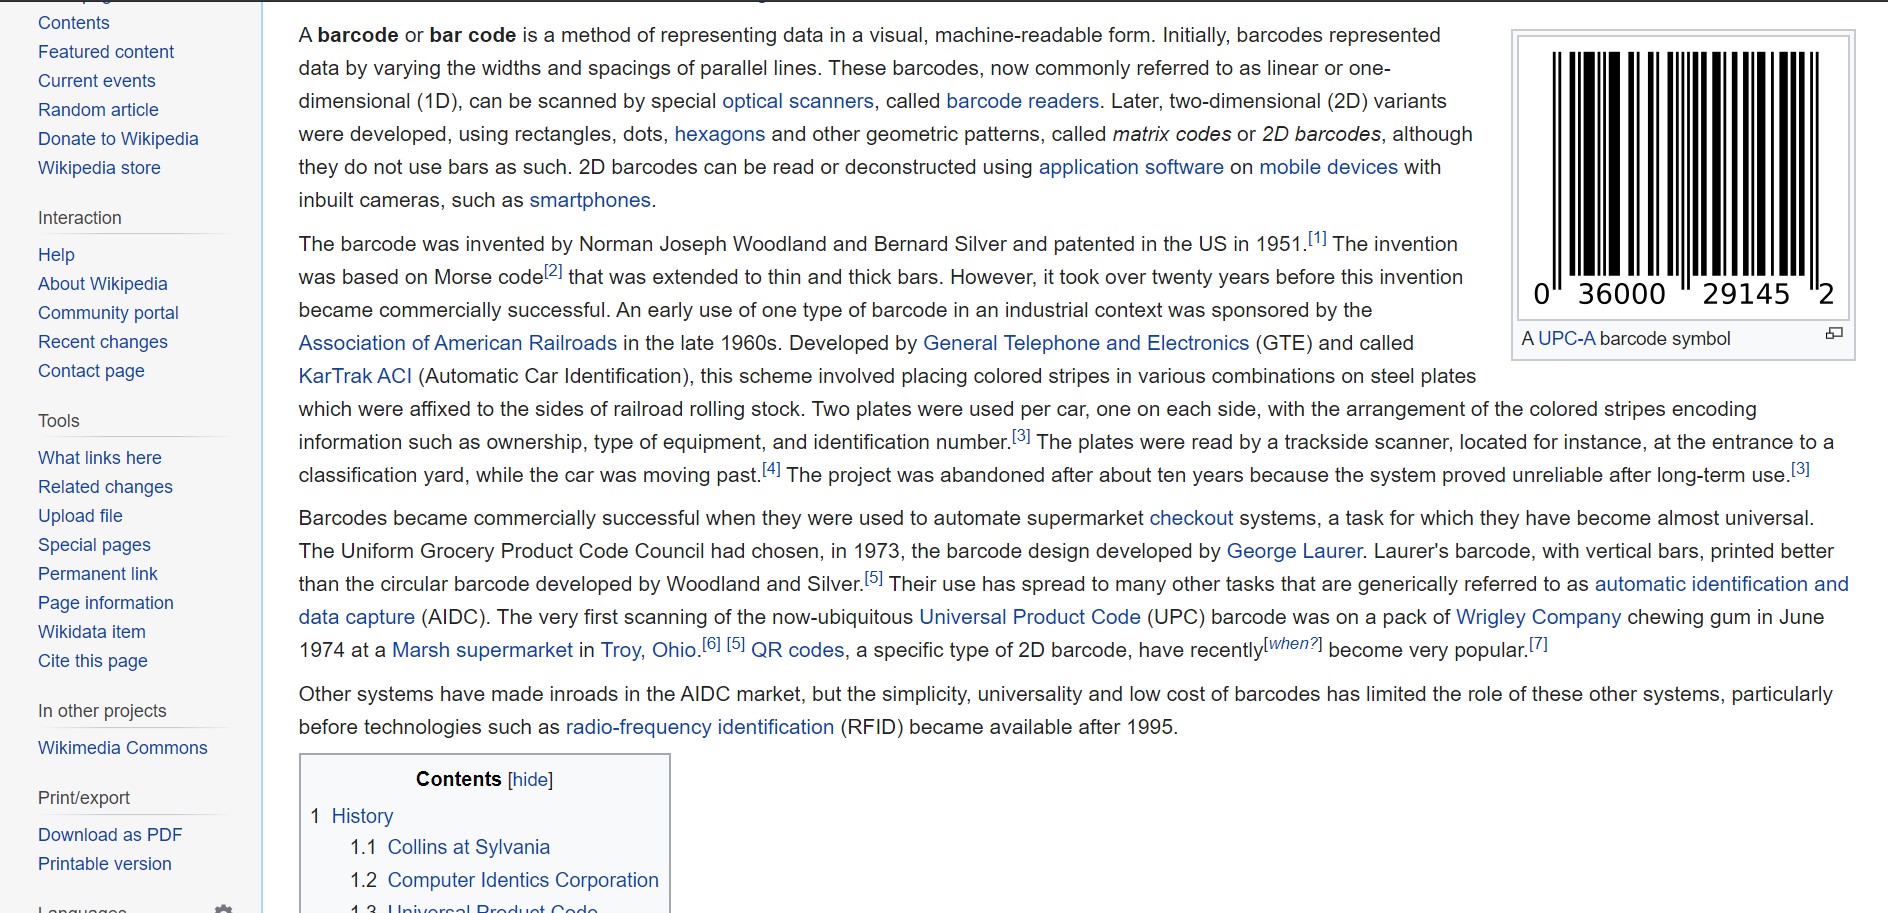 Contents
Featured content
Current events
Random article
Donate to Wikipedia
Wikipedia store
Interaction
Help
About Wikipedia
Community portal
Recent changes
Contact page
Tools
What links here
Related changes
Upload file
Special pages
Permanent link
Page information
Wikidata item
Cite this page
In other projects
Wikimedia Commons
Print/export
Download as PDF
Printable version
Languages
A barcode or bar code is a method of representing data in a visual, machine-readable form. Initially, barcodes represented
data by varying the widths and spacings of parallel lines. These barcodes, now commonly referred to as linear or one-
dimensional (1D), can be scanned by special optical scanners, called barcode readers. Later, two-dimensional (2D) variants
were developed, using rectangles, dots, hexagons and other geometric patterns, called matrix codes or 2D barcodes, although
they do not use bars as such. 2D barcodes can be read or deconstructed using application software on mobile devices with
inbuilt cameras, such as smartphones.
The barcode was invented by Norman Joseph Woodland and Bernard Silver and patented in the US in 1951.[1] The invention
was based on Morse code[2] that was extended to thin and thick bars. However, it took over twenty years before this invention
became commercially successful. An early use of one type of barcode in an industrial context was sponsored by the
Association of American Railroads in the late 1960s. Developed by General Telephone and Electronics (GTE) and called
KarTrak ACI (Automatic Car Identification), this scheme involved placing colored stripes in various combinations on steel plates
which were affixed to the sides of railroad rolling stock. Two plates were used per car, one on each side, with the arrangement of the colored stripes encoding
information such as ownership, type of equipment, and identification number.[3] The plates were read by a trackside scanner, located for instance, at the entrance to a
classification yard, while the car was moving past.[4] The project was abandoned after about ten years because the system proved unreliable after long-term use.[3]
Barcodes became commercially successful when they were used to automate supermarket checkout systems, a task for which they have become almost universal.
The Uniform Grocery Product Code Council had chosen, in 1973, the barcode design developed by George Laurer. Laurer's barcode, with vertical bars, printed better
than the circular barcode developed by Woodland and Silver.[5] Their use has spread to many other tasks that are generically referred to as automatic identification and
data capture (AIDC). The very first scanning of the now-ubiquitous Universal Product Code (UPC) barcode was on a pack of Wrigley Company chewing gum in June
1974 at a Marsh supermarket in Troy, Ohio.[6] [5] QR codes, a specific type of 2D barcode, have recently[when?] become very popular.[7]
Other systems have made inroads in the AIDC market, but the simplicity, universality and low cost of barcodes has limited the role of these other systems, particularly
before technologies such as radio-frequency identification (RFID) became available after 1995.
0 36000 29145 2
A UPC-A barcode symbol
Contents [hide]
1 History
1.1 Collins at Sylvania
1.2 Computer Identics Corporation
1.3 Universal Product Code